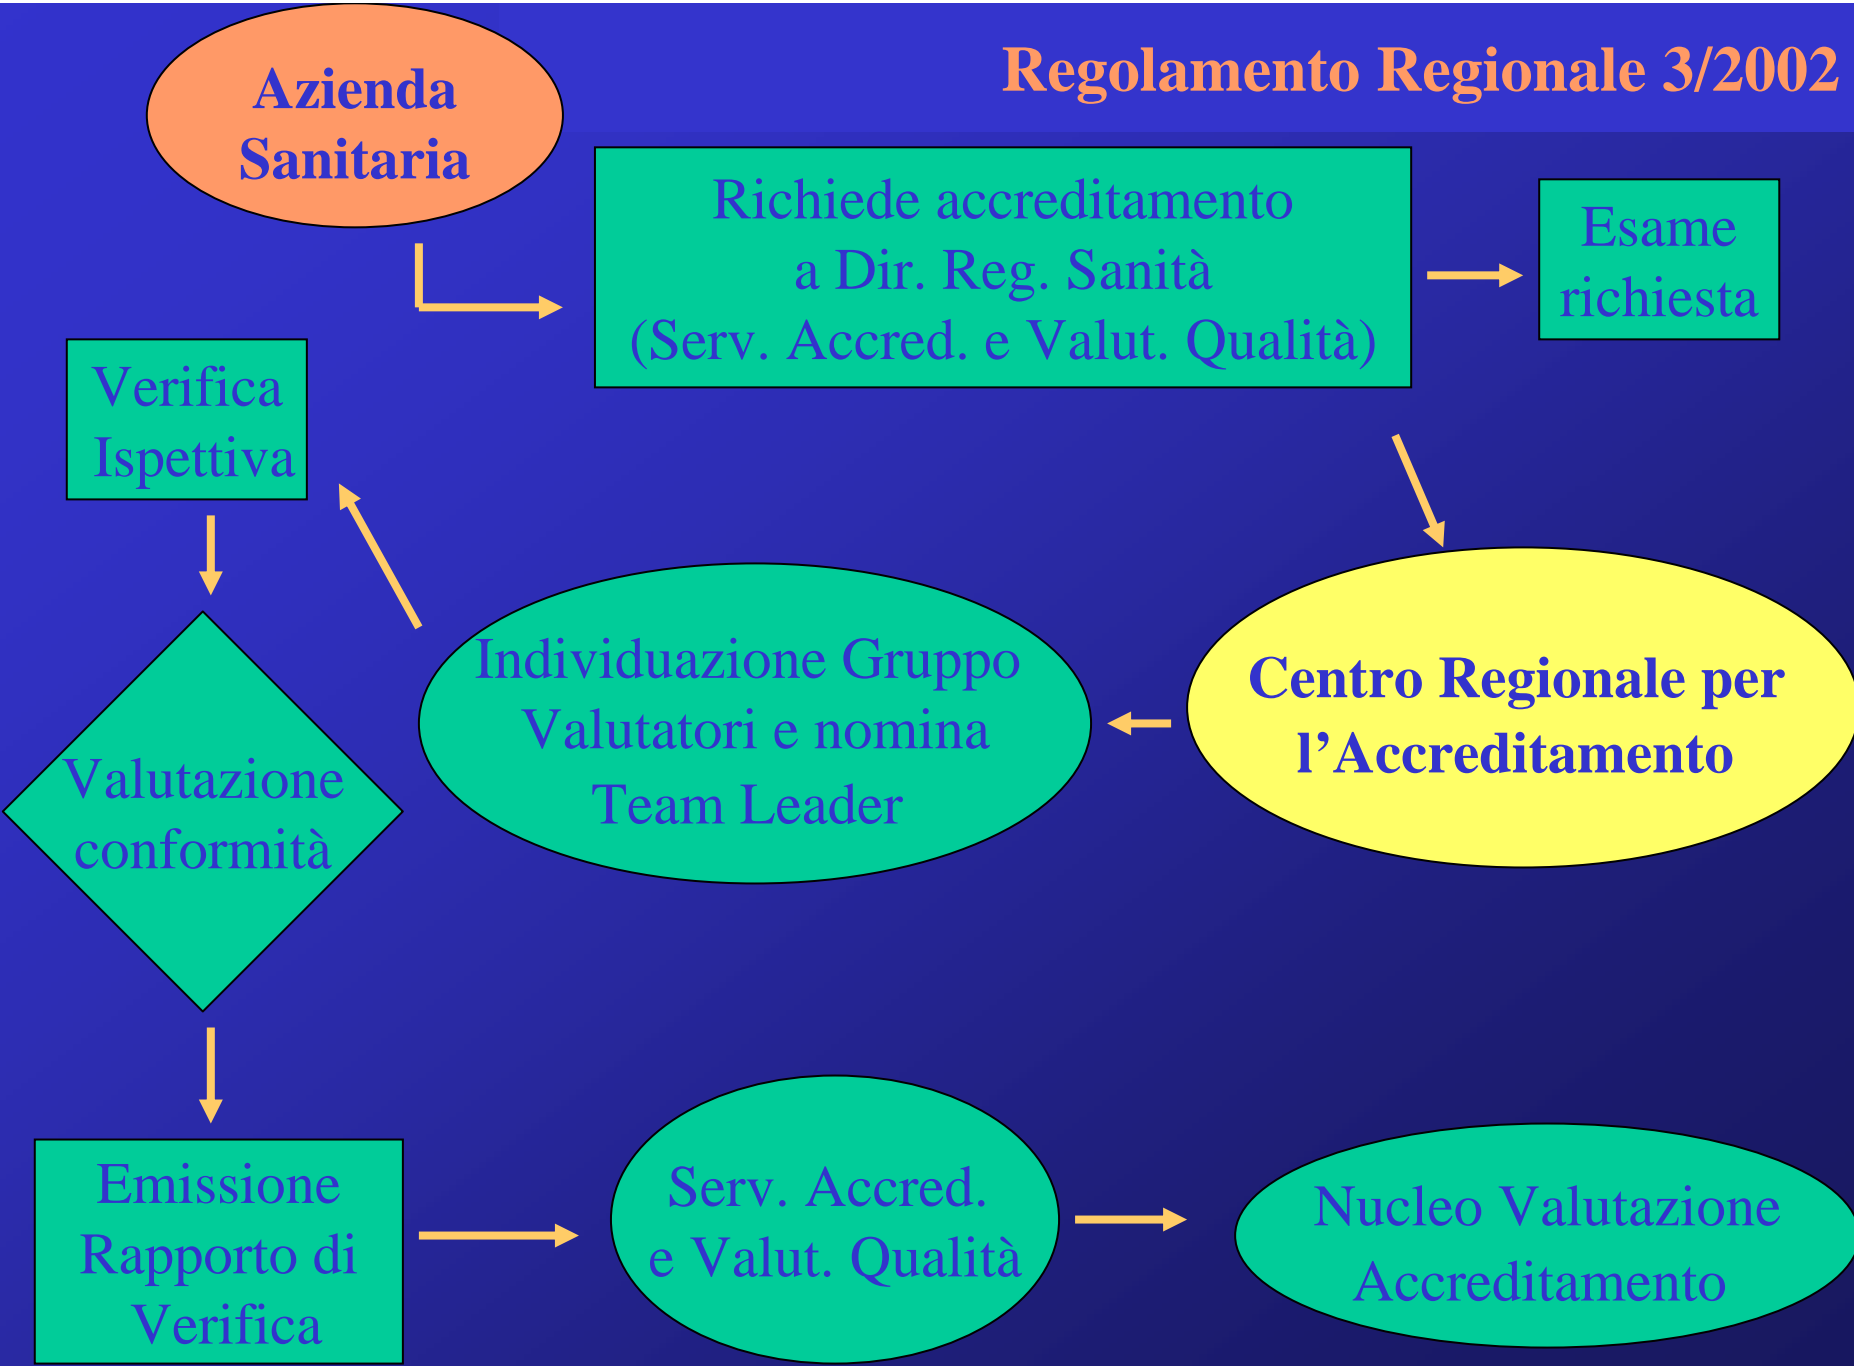 Regolamento Regionale 3/2002
Azienda
Sanitaria
Richiede accreditamento
a Dir. Reg. Sanità
(Serv. Accred. e Valut. Qualità)
Esame
richiesta
Centro Regionale per
l’Accreditamento
Individuazione Gruppo
Valutatori e nomina
Team Leader
Verifica
Ispettiva
Valutazione
conformità
Emissione
Rapporto di
Verifica
Serv. Accred.
e Valut. Qualità
Nucleo Valutazione
Accreditamento